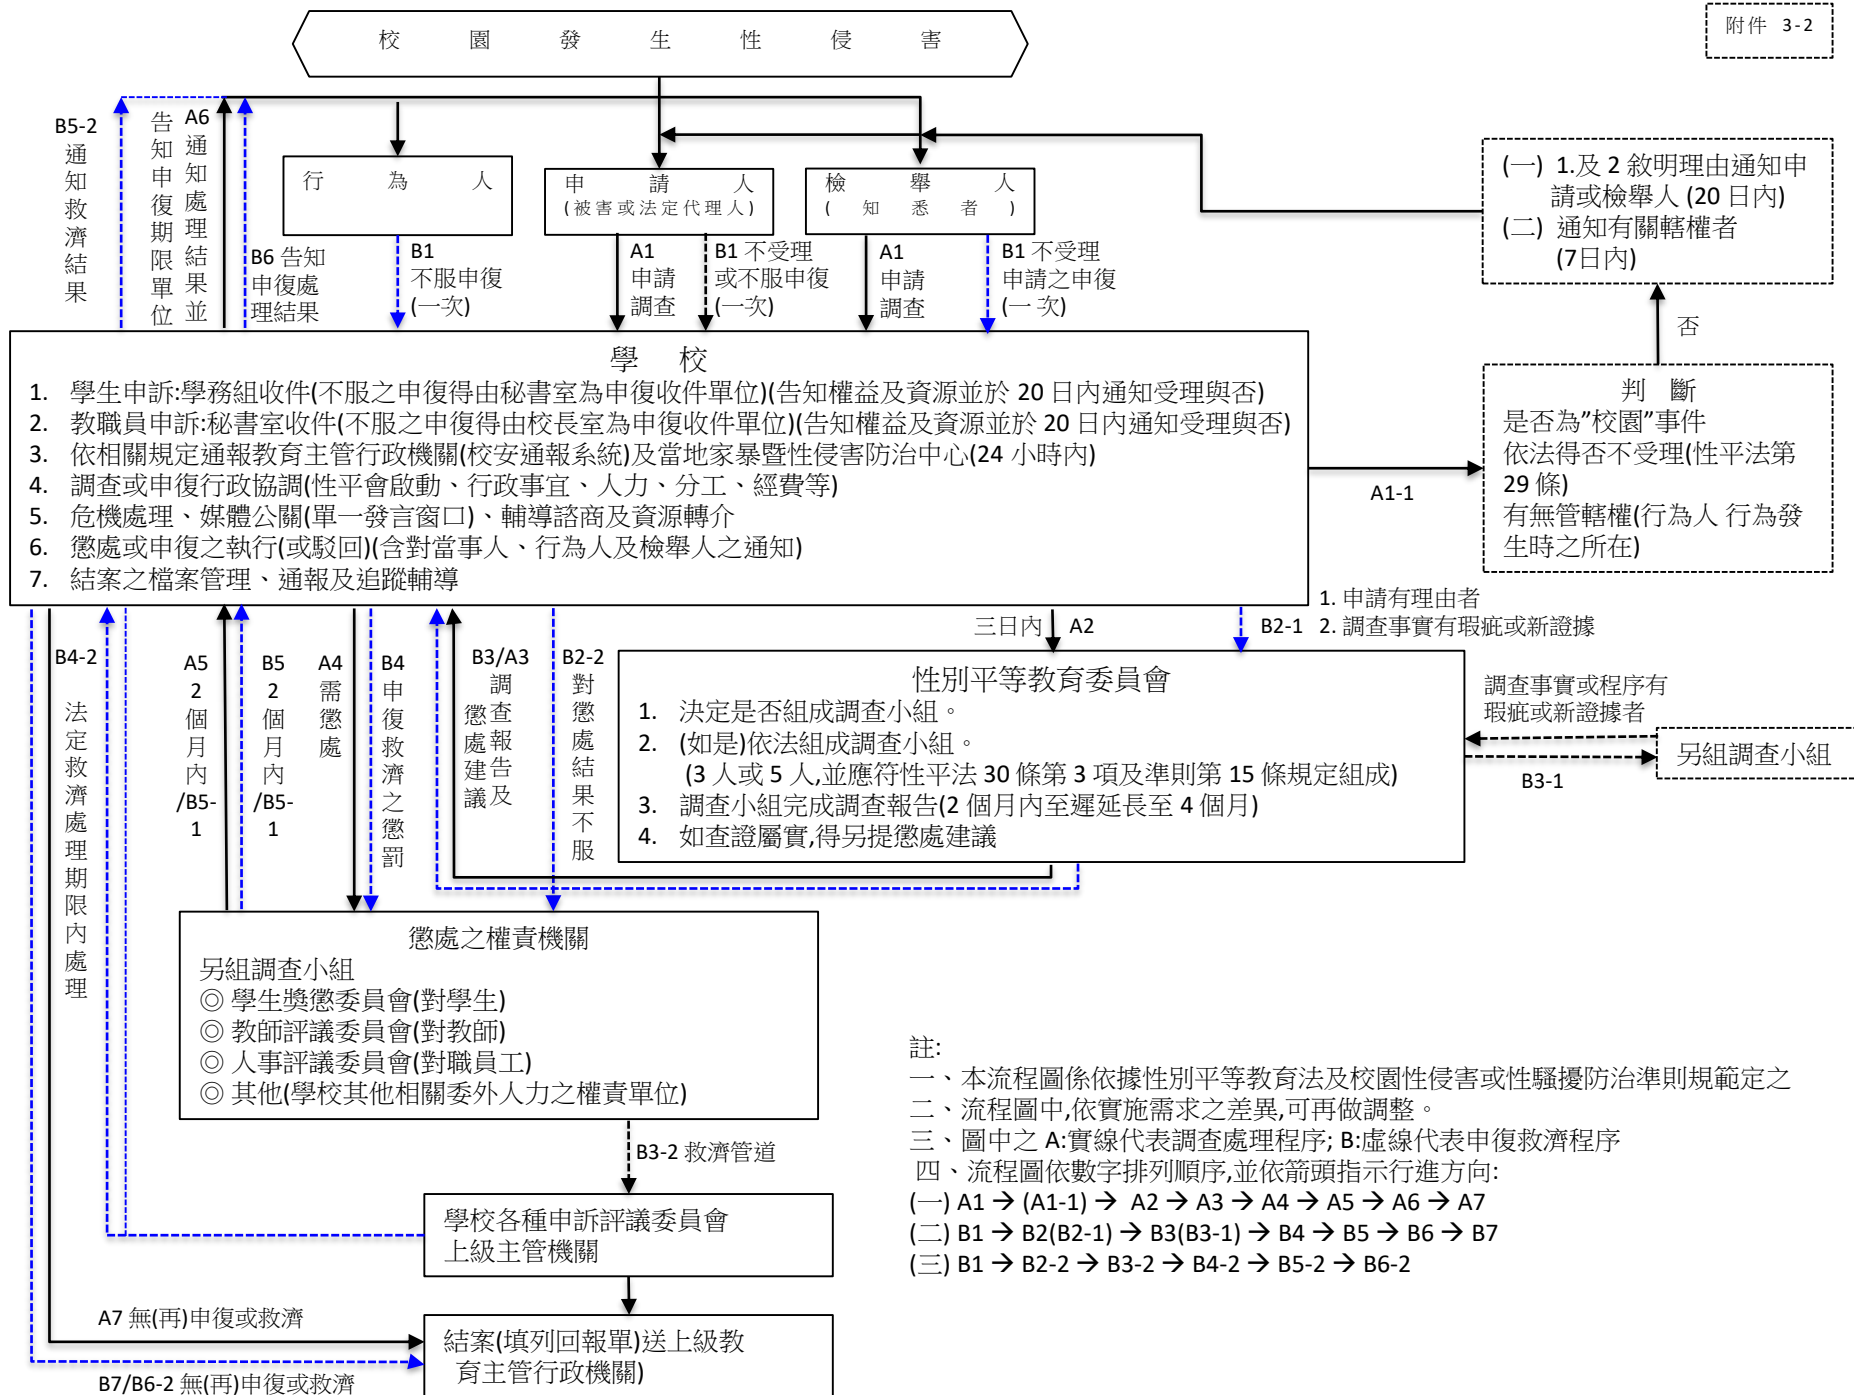 附件 3-2
校園發生性侵害
B5-2 通知救濟結果
告知申復期限單位
A6 通知處理結果並
B6 告知
申復處
理結果
行為人
申請人
(被害或法定代理人)
檢舉人
(知悉者)
B1
不服申復
(一次)
A1
申請
調查
B1 不受理
或不服申復
(一次)
A1
申請
調查
B1 不受理
申請之申復
(一 次)
(一) 1.及 2 敘明理由通知申
請或檢舉人 (20 日內)
(二) 通知有關轄權者
(7日內)
否
學 校
1. 學生申訴:學務組收件(不服之申復得由秘書室為申復收件單位)(告知權益及資源並於 20 日內通知受理與否)
2. 教職員申訴:秘書室收件(不服之申復得由校長室為申復收件單位)(告知權益及資源並於 20 日內通知受理與否)
3. 依相關規定通報教育主管行政機關(校安通報系統)及當地家暴暨性侵害防治中心(24 小時內)
4. 調查或申復行政協調(性平會啟動、行政事宜、人力、分工、經費等)
5. 危機處理、媒體公關(單一發言窗口)、輔導諮商及資源轉介
6. 懲處或申復之執行(或駁回)(含對當事人、行為人及檢舉人之通知)
7. 結案之檔案管理、通報及追蹤輔導
A1-1
判 斷
是否為”校園”事件
依法得否不受理(性平法第
29 條)
有無管轄權(行為人 行為發
生時之所在)
B4-2 法定救濟處理期限內處理
A5
2
個
月
內
/B5-
1
B5
2
個
月
內
/B5-
1
A4
需
懲
處
B4
申
復
救
濟
之
懲
罰
B3/A3
調查報告及
懲處建議
B2-2
對
懲
處
結
果
不
服
三日內 A2
B2-1
1. 申請有理由者
2. 調查事實有瑕疵或新證據
性別平等教育委員會
1. 決定是否組成調查小組。
2. (如是)依法組成調查小組。
(3 人或 5 人,並應符性平法 30 條第 3 項及準則第 15 條規定組成)
3. 調查小組完成調查報告(2 個月內至遲延長至 4 個月)
4. 如查證屬實,得另提懲處建議
調查事實或程序有
瑕疵或新證據者
另組調查小組
B3-1
懲處之權責機關
另組調查小組
◎ 學生獎懲委員會(對學生)
◎ 教師評議委員會(對教師)
◎ 人事評議委員會(對職員工)
◎ 其他(學校其他相關委外人力之權責單位)
B3-2 救濟管道
學校各種申訴評議委員會
上級主管機關
A7 無(再)申復或救濟
結案(填列回報單)送上級教
育主管行政機關)
B7/B6-2 無(再)申復或救濟
註:
一、本流程圖係依據性別平等教育法及校園性侵害或性騷擾防治準則規範定之
二、流程圖中,依實施需求之差異,可再做調整。
三、圖中之 A:實線代表調查處理程序; B:虛線代表申復救濟程序
四、流程圖依數字排列順序,並依箭頭指示行進方向:
(一) A1 → (A1-1) → A2 → A3 → A4 → A5 → A6 → A7
(二) B1 → B2(B2-1) → B3(B3-1) → B4 → B5 → B6 → B7
(三) B1 → B2-2 → B3-2 → B4-2 → B5-2 → B6-2